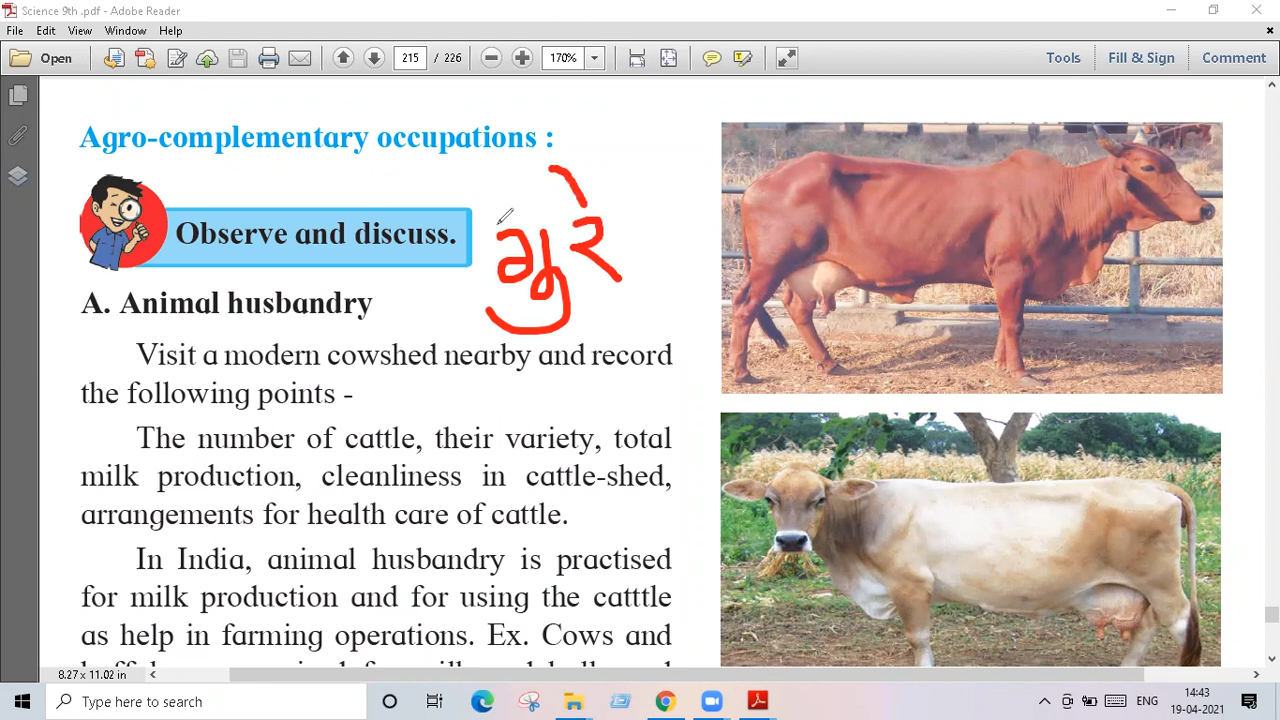 Science 9th .pdf - Adobe Reader
File Edit View Window Help
Open 215 / 226 170% Tools Fill & Sign Comment
Agro-complementary occupations :
Observe and discuss.
A. Animal husbandry
Visit a modern cowshed nearby and record
the following points -
The number of cattle, their variety, total
milk production, cleanliness in cattle-shed,
arrangements for health care of cattle.
In India, animal husbandry is practised
for milk production and for using the catttle
as help in farming operations. Ex. Cows and
8.27 x 11.02 in
Type here to search
ENG
14:43
19-04-2021